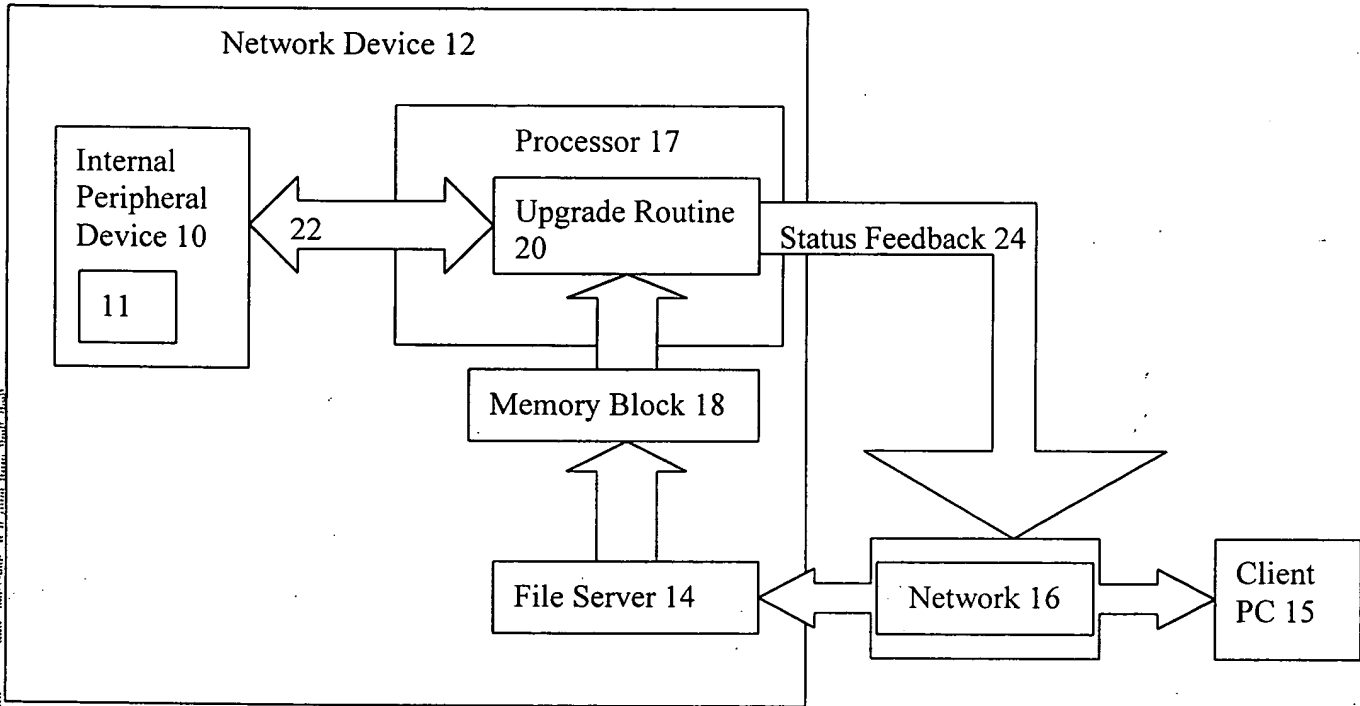 Network Device 12
Processor 17
Internal
Peripheral
Device 10
11
22
Upgrade Routine
20
Status Feedback 24
Memory Block 18
File Server 14
Network 16
Client
PC 15